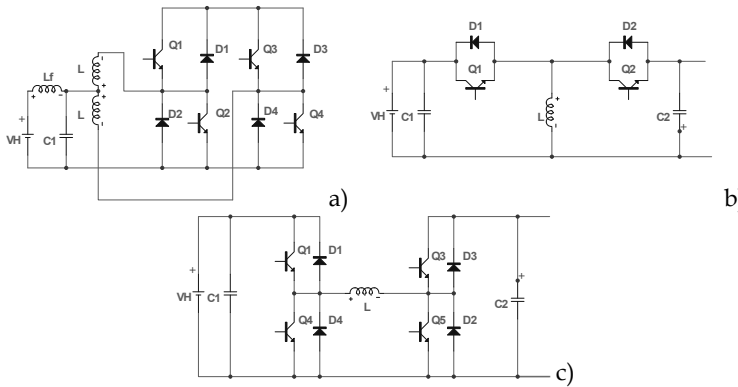 Q1 D1 Q3 D3
L
Lf
+ - + -
L
D2 Q2 D4 Q4
+
VH C1
a)
D1 D2
Q1 Q2
+
VH C1 L + - C2 +
b
Q1 D1 Q3 D3
+ +
VH C1 + L - C2
Q4 D4 Q5 D2
c)